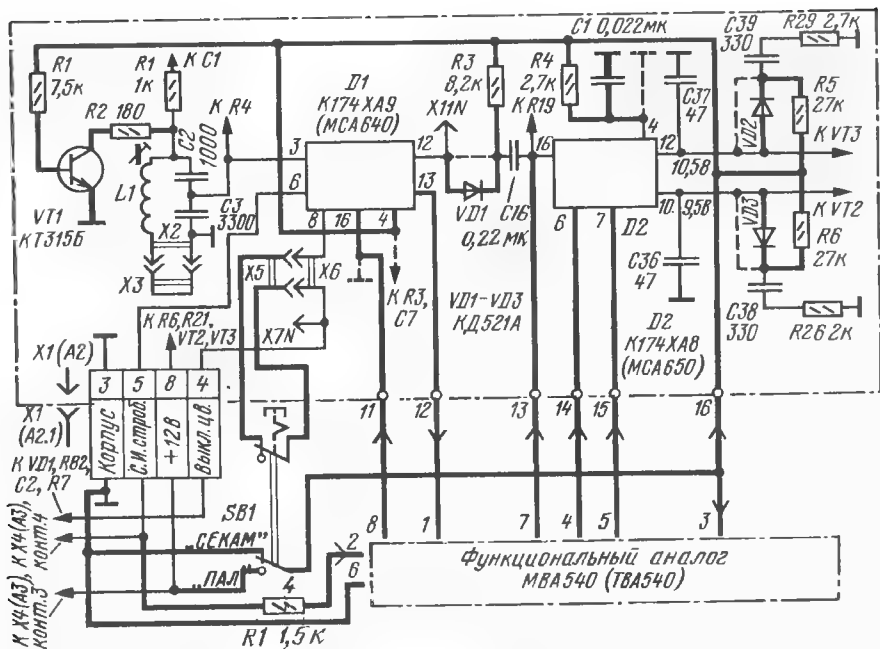 R1
7,5к
К С1
R1
1к
R2 180
C2
1000
L1
C3
3300
VT1
КТ315Б
X2
X3
К R4
D1
К174ХА9
(МСА640)
3
6
8
16
4
12
13
X5
X6
X7N
К R3,
C7
X11N
VD1
R3
8,2к
К R19
C16
0,22 мк
R4
2,7к
C1 0,022мк
16
4
12
10
6
7
D2
C37
47
C36
47
10,5В
9,5В
C39
330
R29 2,7к
VD2
R5
27к
К VT3
К VT2
VD3
R6
27к
C38
330
R26 2к
VD1-VD3
КД521А
D2
К174ХА8
(МСА650)
К R6, R21,
VT2, VT3
X1(A2)
X1
(A2.1)
3
5
8
4
Корпус
С.И.строб.
+12В
Выкл.цв.
К VD1, R82,
C2, R7
К X4(A3),
конт.4
К X4(A3),
конт.3
SB1
„СЕКАМ"
„ПАЛ"
4
R1 1,5к
2
6
11
12
13
14
15
16
8
1
7
4
5
3
Функциональный аналог
МВА540 (ТВА540)